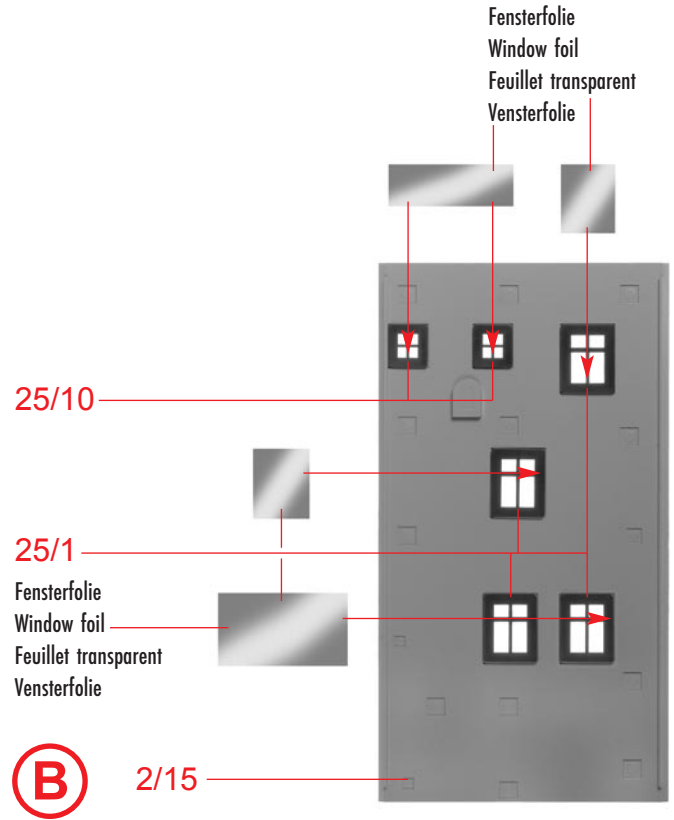 Fensterfolie
Window foil
Feuillet transparent
Vensterfolie
25/10
25/1
Fensterfolie
Window foil
Feuillet transparent
Vensterfolie
B
2/15